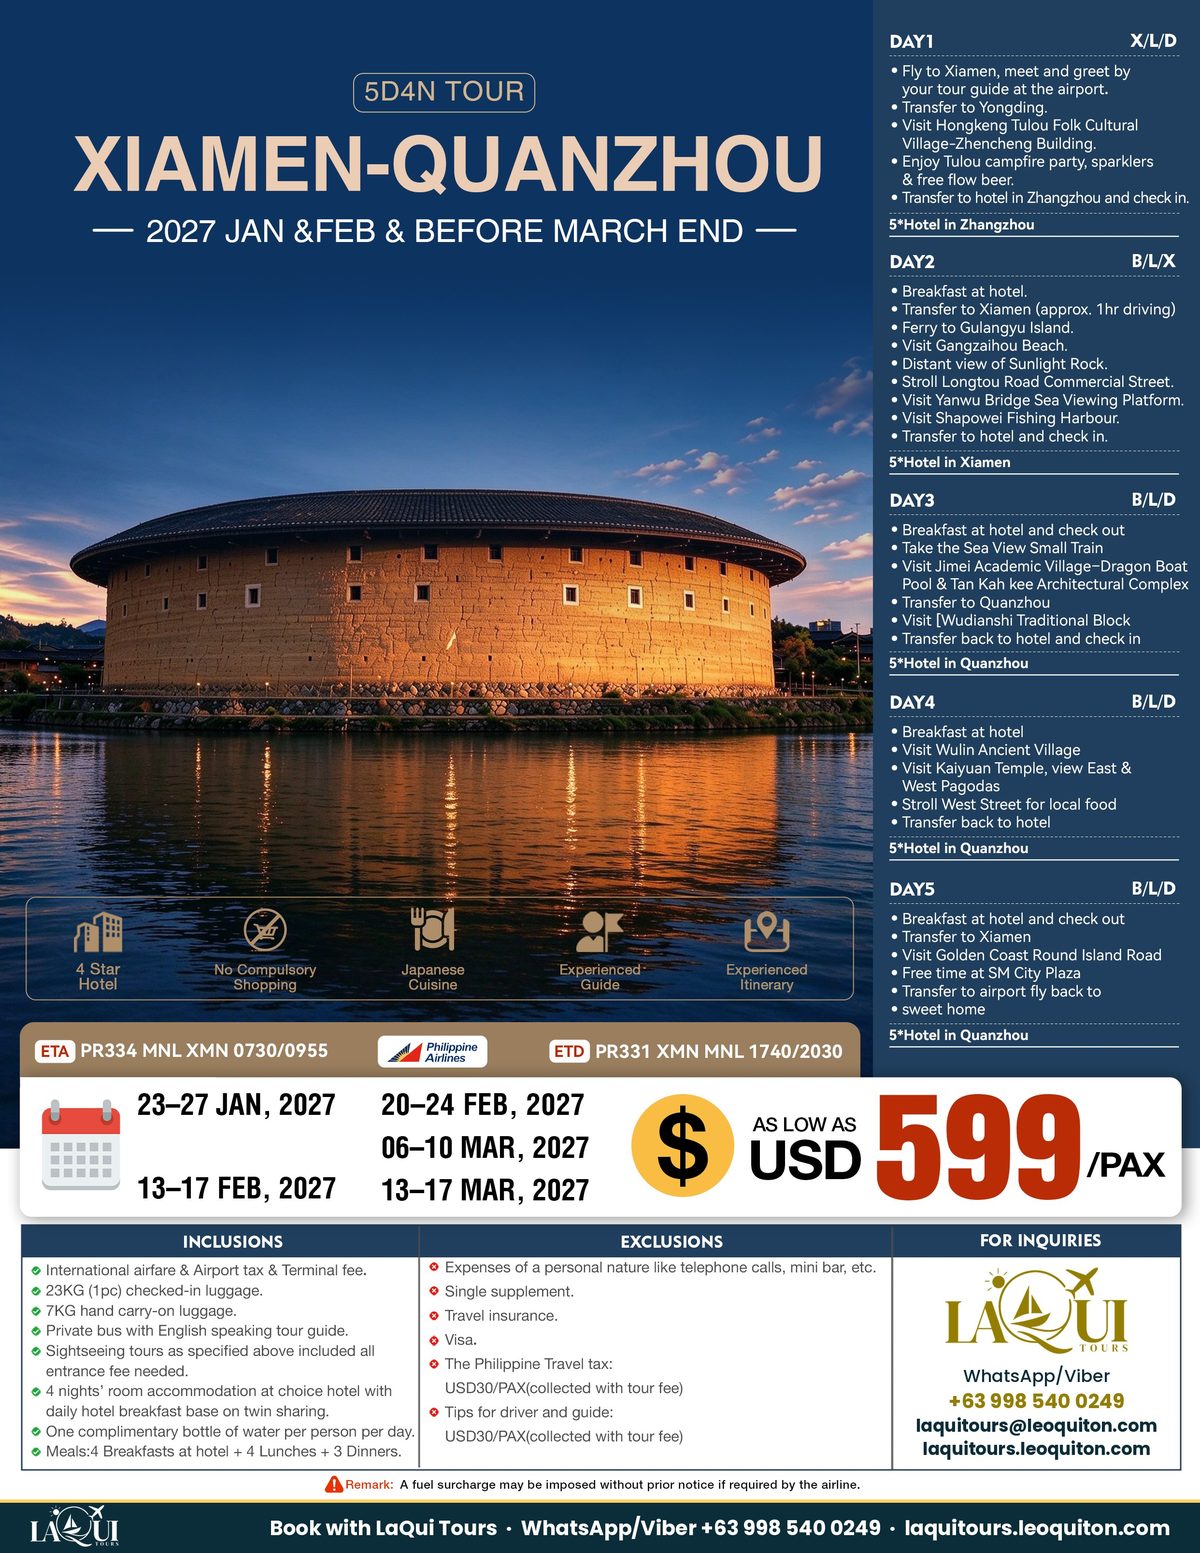 5D4N TOUR
XIAMEN-QUANZHOU
2027 JAN &FEB & BEFORE MARCH END
4 Star
Hotel
No Compulsory
Shopping
Japanese
Cuisine
Experienced
Guide
Experienced
Itinerary
DAY1 X/L/D
• Fly to Xiamen, meet and greet by
your tour guide at the airport.
• Transfer to Yongding.
• Visit Hongkeng Tulou Folk Cultural
Village-Zhencheng Building.
• Enjoy Tulou campfire party, sparklers
& free flow beer.
• Transfer to hotel in Zhangzhou and check in.
5*Hotel in Zhangzhou
DAY2 B/L/X
• Breakfast at hotel.
• Transfer to Xiamen (approx. 1hr driving)
• Ferry to Gulangyu Island.
• Visit Gangzaihou Beach.
• Distant view of Sunlight Rock.
• Stroll Longtou Road Commercial Street.
• Visit Yanwu Bridge Sea Viewing Platform.
• Visit Shapowei Fishing Harbour.
• Transfer to hotel and check in.
5*Hotel in Xiamen
DAY3 B/L/D
• Breakfast at hotel and check out
• Take the Sea View Small Train
• Visit Jimei Academic Village–Dragon Boat
Pool & Tan Kah kee Architectural Complex
• Transfer to Quanzhou
• Visit [Wudianshi Traditional Block
• Transfer back to hotel and check in
5*Hotel in Quanzhou
DAY4 B/L/D
• Breakfast at hotel
• Visit Wulin Ancient Village
• Visit Kaiyuan Temple, view East &
West Pagodas
• Stroll West Street for local food
• Transfer back to hotel
5*Hotel in Quanzhou
DAY5 B/L/D
• Breakfast at hotel and check out
• Transfer to Xiamen
• Visit Golden Coast Round Island Road
• Free time at SM City Plaza
• Transfer to airport fly back to
• sweet home
5*Hotel in Quanzhou
ETA PR334 MNL XMN 0730/0955
Philippine
Airlines
ETD PR331 XMN MNL 1740/2030
23–27 JAN, 2027
13–17 FEB, 2027
20–24 FEB, 2027
06–10 MAR, 2027
13–17 MAR, 2027
$
AS LOW AS
USD 599/PAX
INCLUSIONS
International airfare & Airport tax & Terminal fee.
23KG (1pc) checked-in luggage.
7KG hand carry-on luggage.
Private bus with English speaking tour guide.
Sightseeing tours as specified above included all
entrance fee needed.
4 nights' room accommodation at choice hotel with
daily hotel breakfast base on twin sharing.
One complimentary bottle of water per person per day.
Meals:4 Breakfasts at hotel + 4 Lunches + 3 Dinners.
EXCLUSIONS
Expenses of a personal nature like telephone calls, mini bar, etc.
Single supplement.
Travel insurance.
Visa.
The Philippine Travel tax:
USD30/PAX(collected with tour fee)
Tips for driver and guide:
USD30/PAX(collected with tour fee)
FOR INQUIRIES
LAQUI
TOURS
WhatsApp/Viber
+63 998 540 0249
laquitours@leoquiton.com
laquitours.leoquiton.com
Remark: A fuel surcharge may be imposed without prior notice if required by the airline.
LAQUI
TOURS
Book with LaQui Tours · WhatsApp/Viber +63 998 540 0249 · laquitours.leoquiton.com